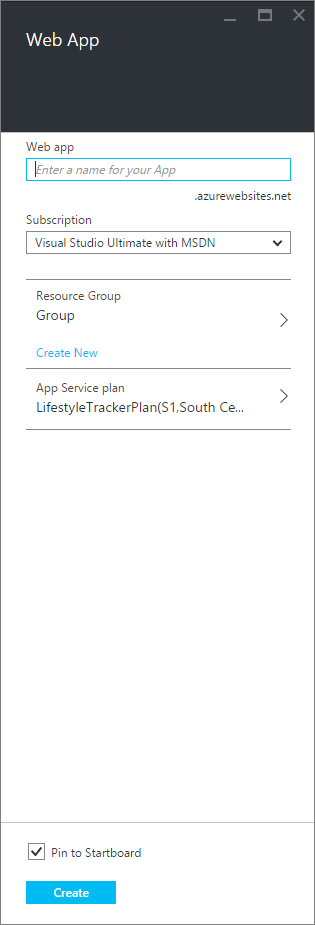 Web App
Web app
Enter a name for your App
.azurewebsites.net
Subscription
Visual Studio Ultimate with MSDN
Resource Group
Group
Create New
App Service plan
LifestyleTrackerPlan(S1,South Ce...
Pin to Startboard
Create